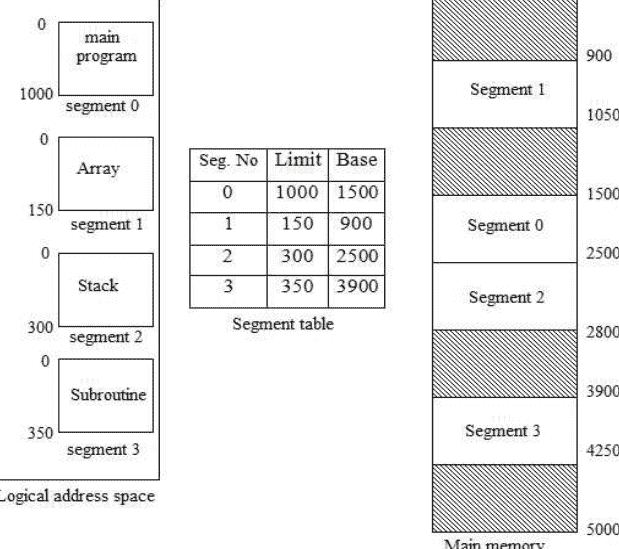 0
main
program
1000
segment 0
0
Array
150
segment 1
0
Stack
300
segment 2
0
Subroutine
350
segment 3
Logical address space
Seg. No Limit Base
0 1000 1500
1 150 900
2 300 2500
3 350 3900
Segment table
900
Segment 1
1050
1500
Segment 0
2500
Segment 2
2800
3900
Segment 3
4250
5000
Main memory